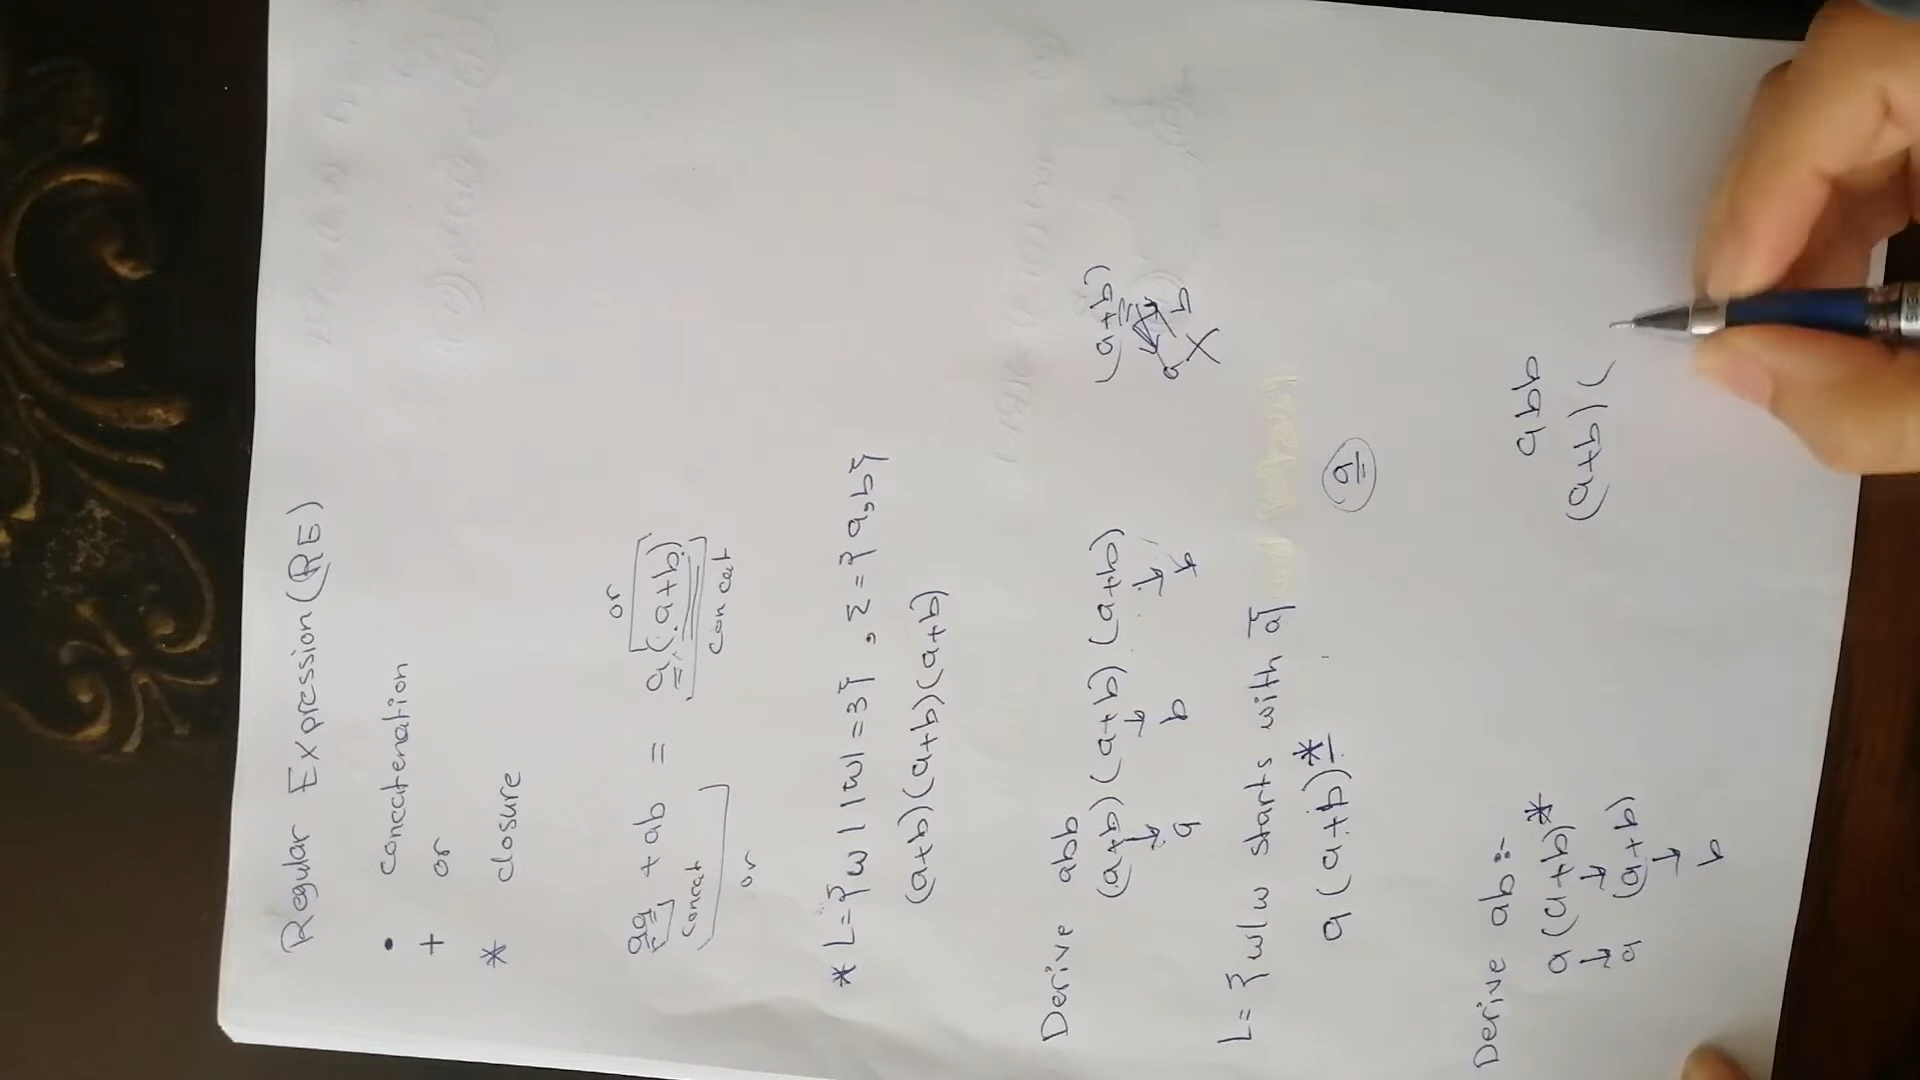 Regular Expression (RE)
• concatenation
+ or
* closure
aa + ab = a(a+b)
concat
or
or
concat
* L={w | |w|=3}, Σ={a,b}
(a+b)(a+b)(a+b)
Derive abb
(a+b)(a+b)(a+b)
a b b
(a+b)
a b
L={w|w starts with a}
a(a+b)*
a
Derive ab:-
a(a+b)*
a (a+b)
b
abb
(a+b)(